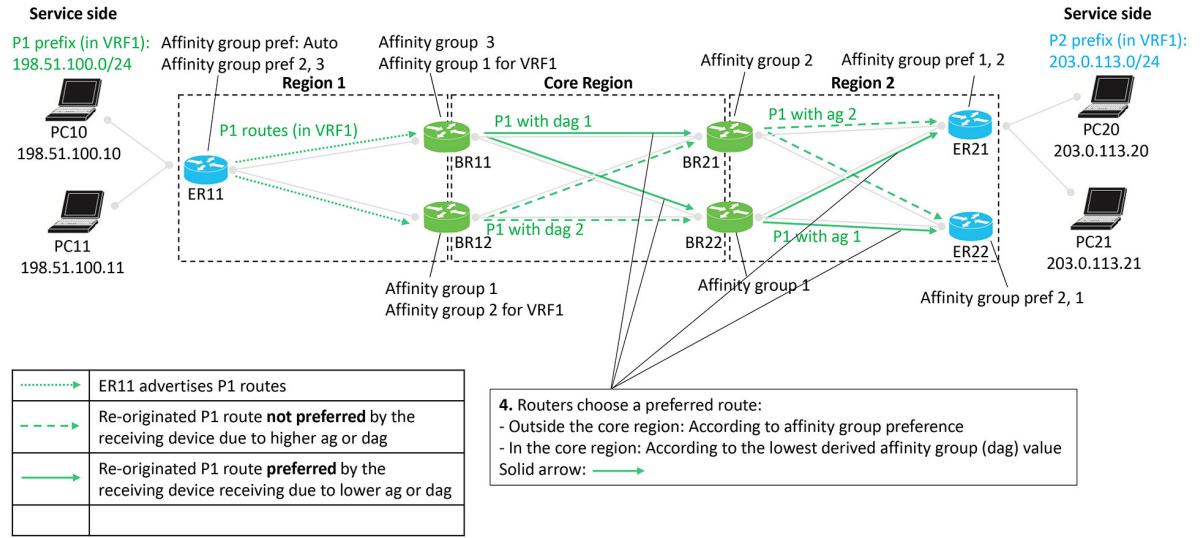 Service side
P1 prefix (in VRF1):
198.51.100.0/24
PC10
198.51.100.10
PC11
198.51.100.11
Affinity group pref: Auto
Affinity group pref 2, 3
Region 1
P1 routes (in VRF1)
ER11
Affinity group 3
Affinity group 1 for VRF1
Core Region
BR11
P1 with dag 1
BR12
P1 with dag 2
Affinity group 1
Affinity group 2 for VRF1
Affinity group 2
BR21
BR22
Affinity group 1
Region 2
P1 with ag 2
P1 with ag 1
Affinity group pref 1, 2
ER21
ER22
Affinity group pref 2, 1
Service side
P2 prefix (in VRF1):
203.0.113.0/24
PC20
203.0.113.20
PC21
203.0.113.21
ER11 advertises P1 routes
Re-originated P1 route not preferred by the
receiving device due to higher ag or dag
Re-originated P1 route preferred by the
receiving device receiving due to lower ag or dag
4. Routers choose a preferred route:
- Outside the core region: According to affinity group preference
- In the core region: According to the lowest derived affinity group (dag) value
Solid arrow: